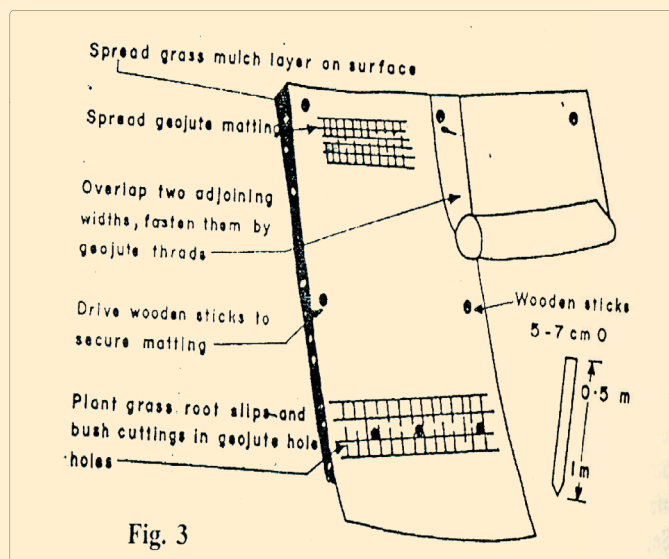 Spread grass mulch layer on surface
Spread geojute matting
Overlap two adjoining
widths, fasten them by
geojute thrads
Drive wooden sticks to
secure matting
Wooden sticks
5-7 cm O
0.5 m
1m
Plant grass root slips and
bush cuttings in geojute hole
holes
Fig. 3